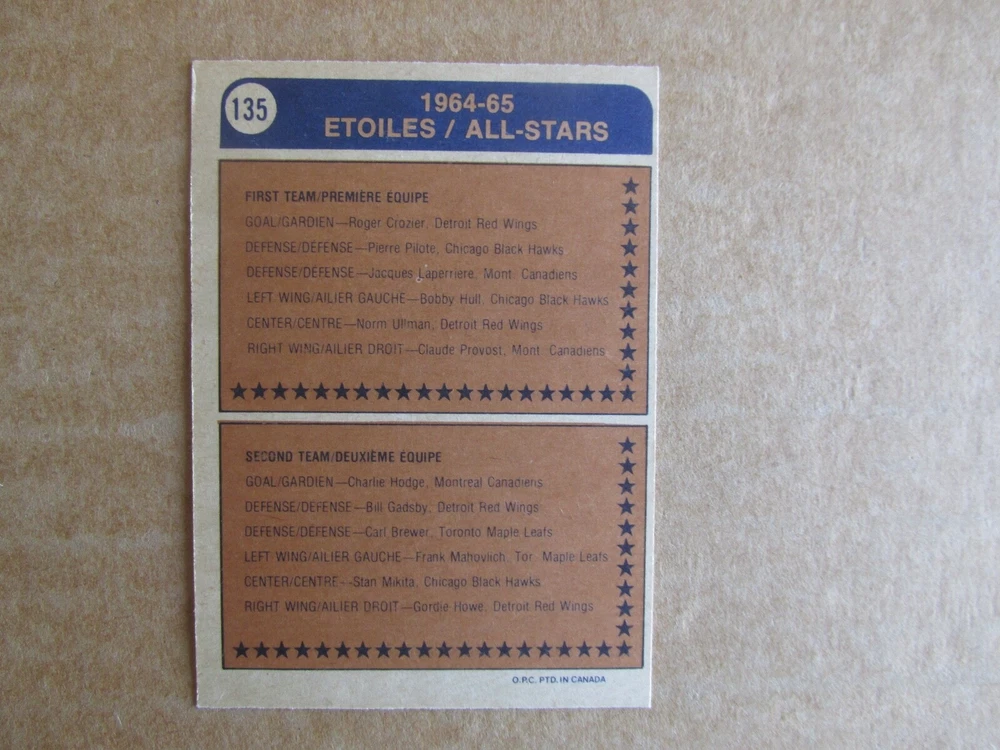 135
1964-65
ETOILES / ALL-STARS
FIRST TEAM/PREMIÈRE EQUIPE
GOAL/GARDIEN—Roger Crozier, Detroit Red Wings
DEFENSE/DÉFENSE—Pierre Pilote, Chicago Black Hawks
DEFENSE/DÉFENSE—Jacques Laperriere, Mont. Canadiens
LEFT WING/AILIER GAUCHE—Bobby Hull, Chicago Black Hawks
CENTER/CENTRE—Norm Ullman, Detroit Red Wings
RIGHT WING/AILIER DROIT—Claude Provost, Mont. Canadiens
SECOND TEAM/DEUXIÈME EQUIPE
GOAL/GARDIEN—Charlie Hodge, Montreal Canadiens
DEFENSE/DÉFENSE—Bill Gadsby, Detroit Red Wings
DEFENSE/DÉFENSE—Carl Brewer, Toronto Maple Leafs
LEFT WING/AILIER GAUCHE—Frank Mahovlich, Tor. Maple Leafs
CENTER/CENTRE--Stan Mikita, Chicago Black Hawks
RIGHT WING/AILIER DROIT—Gordie Howe, Detroit Red Wings
O.P.C. PTD. IN CANADA